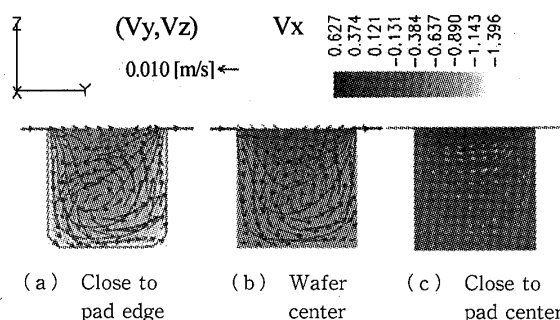 Z
(Vy,Vz)
Vx
0.627
0.374
0.121
-0.131
-0.384
-0.637
-0.890
-1.143
-1.396
0.010 [m/s]
X
Y
(a) Close to
pad edge
(b) Wafer
center
(c) Close to
pad center